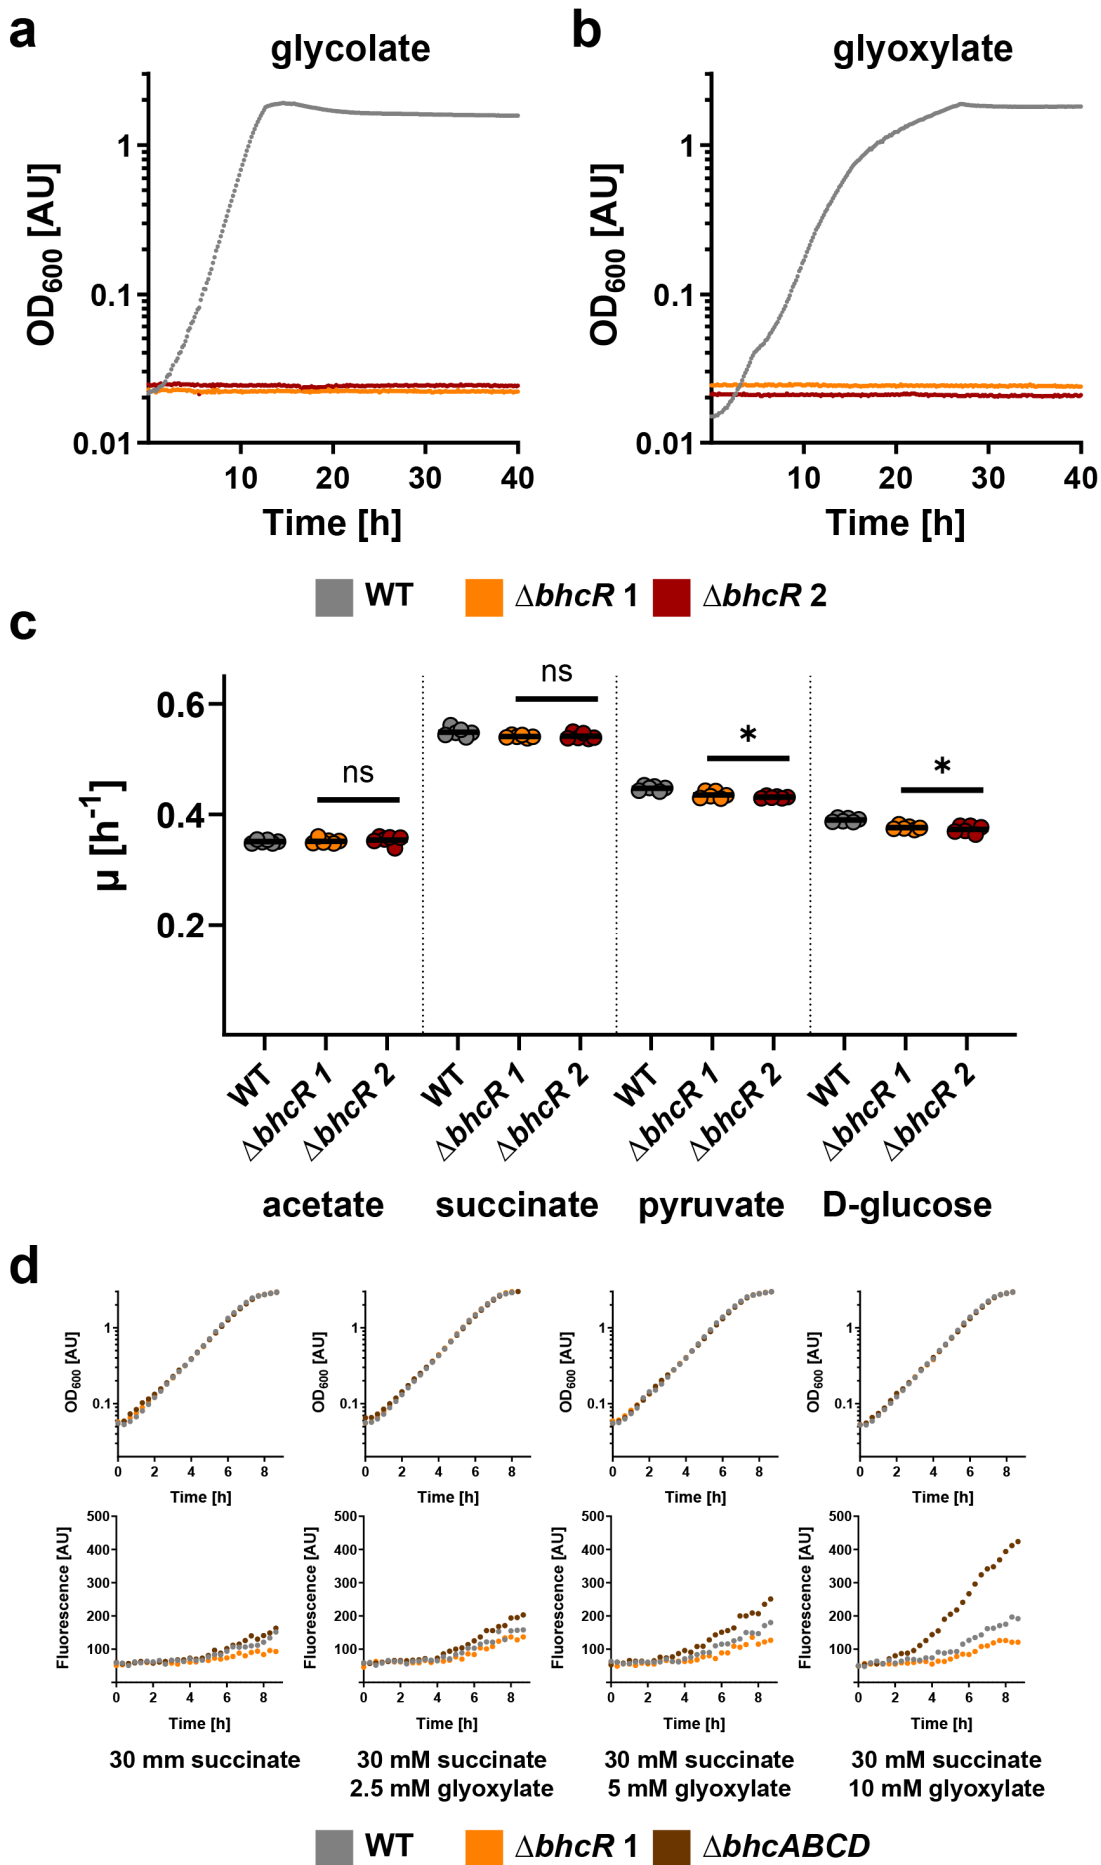 a
glycolate
OD600 [AU]
1
0.1
0.01
10 20 30 40
Time [h]
b
glyoxylate
OD600 [AU]
1
0.1
0.01
10 20 30 40
Time [h]
WT ΔbhcR 1 ΔbhcR 2
c
μ [h-1]
0.6
0.4
0.2
ns
ns
*
*
WT ΔbhcR 1 ΔbhcR 2
WT ΔbhcR 1 ΔbhcR 2
WT ΔbhcR 1 ΔbhcR 2
WT ΔbhcR 1 ΔbhcR 2
acetate succinate pyruvate D-glucose
d
OD600 [AU]
1
0.1
0 2 4 6 8
Time [h]
OD600 [AU]
1
0.1
0 2 4 6 8
Time [h]
OD600 [AU]
1
0.1
0 2 4 6 8
Time [h]
OD600 [AU]
1
0.1
0 2 4 6 8
Time [h]
Fluorescence [AU]
500
400
300
200
100
0 2 4 6 8
Time [h]
30 mm succinate
Fluorescence [AU]
500
400
300
200
100
0 2 4 6 8
Time [h]
30 mM succinate
2.5 mM glyoxylate
Fluorescence [AU]
500
400
300
200
100
0 2 4 6 8
Time [h]
30 mM succinate
5 mM glyoxylate
Fluorescence [AU]
500
400
300
200
100
0 2 4 6 8
Time [h]
30 mM succinate
10 mM glyoxylate
WT ΔbhcR 1 ΔbhcABCD